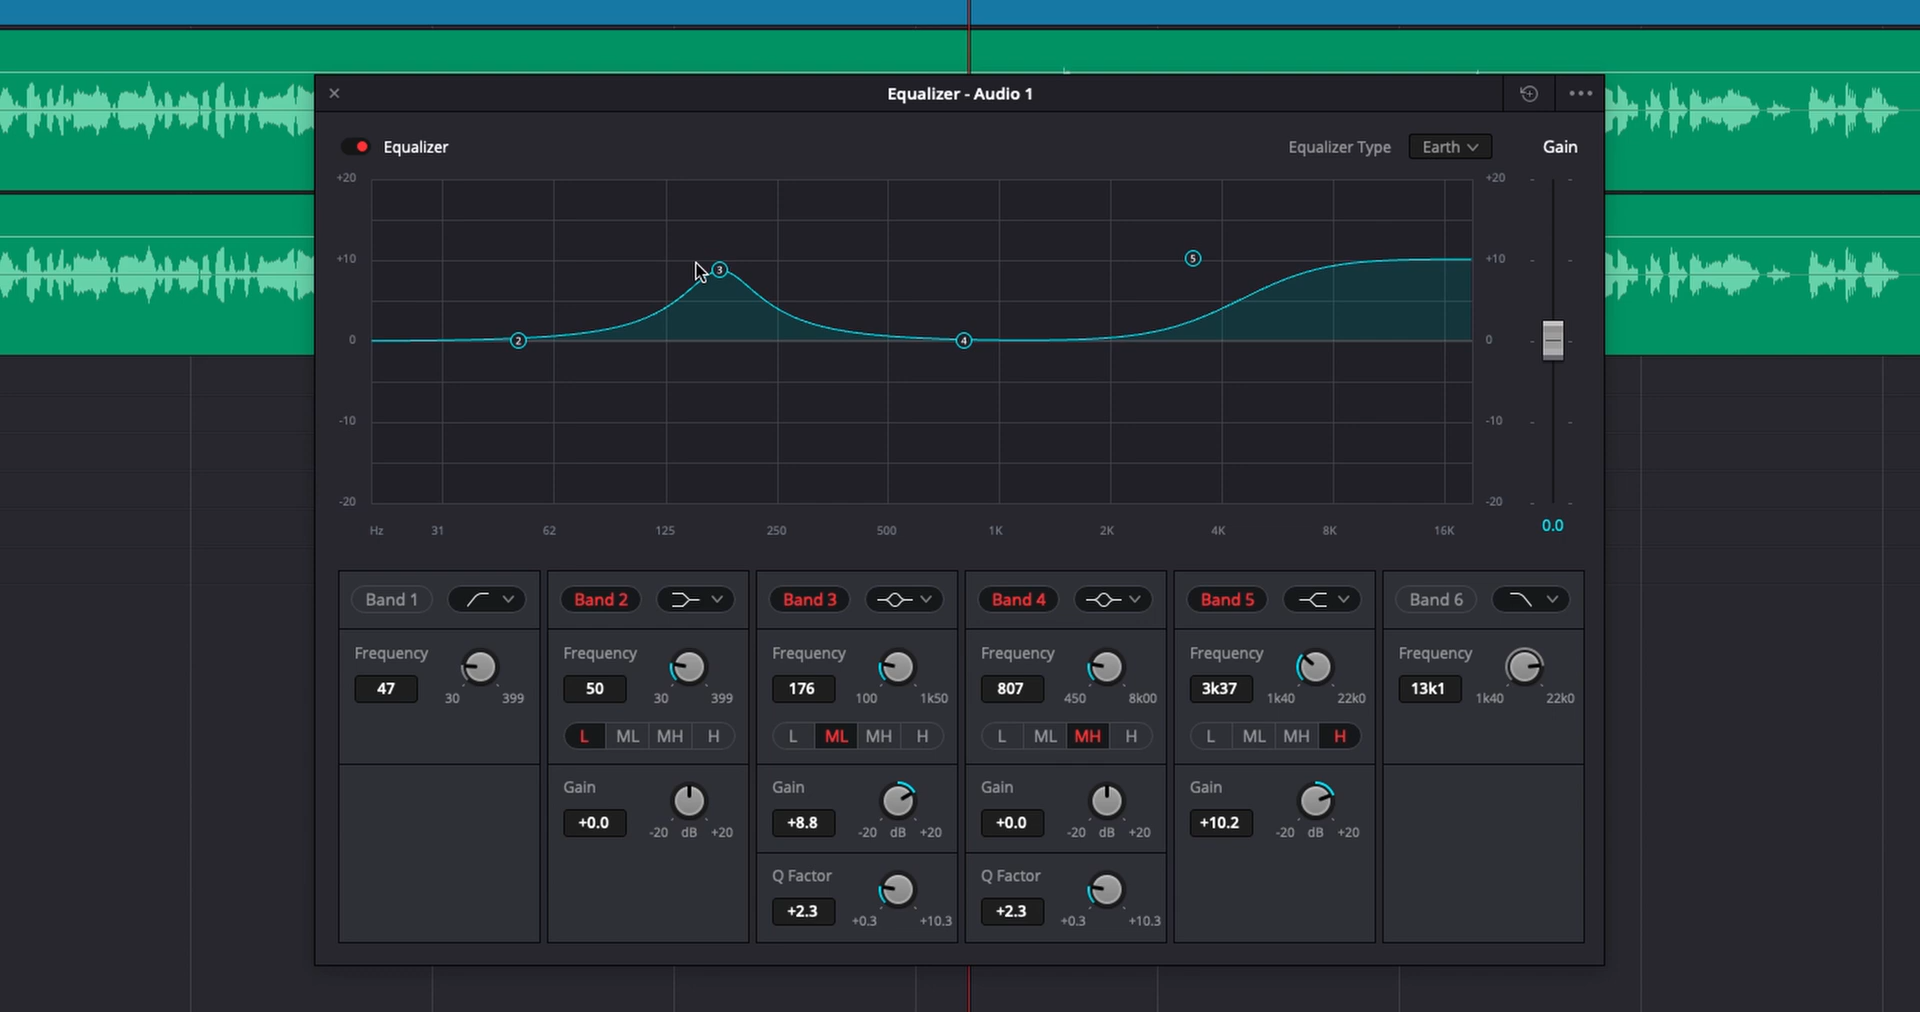 Equalizer - Audio 1
Equalizer
Equalizer Type
Earth
Gain
+20
+10
0
-10
-20
+20
+10
0
-10
-20
2
3
4
5
Hz 31 62 125 250 500 1K 2K 4K 8K 16K
0.0
Band 1
Frequency
47
30 399
Band 2
Frequency
50
30 399
L ML MH H
Gain
+0.0
-20 dB +20
Band 3
Frequency
176
100 1k50
L ML MH H
Gain
+8.8
-20 dB +20
Q Factor
+2.3
+0.3 +10.3
Band 4
Frequency
807
450 8k00
L ML MH H
Gain
+0.0
-20 dB +20
Q Factor
+2.3
+0.3 +10.3
Band 5
Frequency
3k37
1k40 22k0
L ML MH H
Gain
+10.2
-20 dB +20
Band 6
Frequency
13k1
1k40 22k0